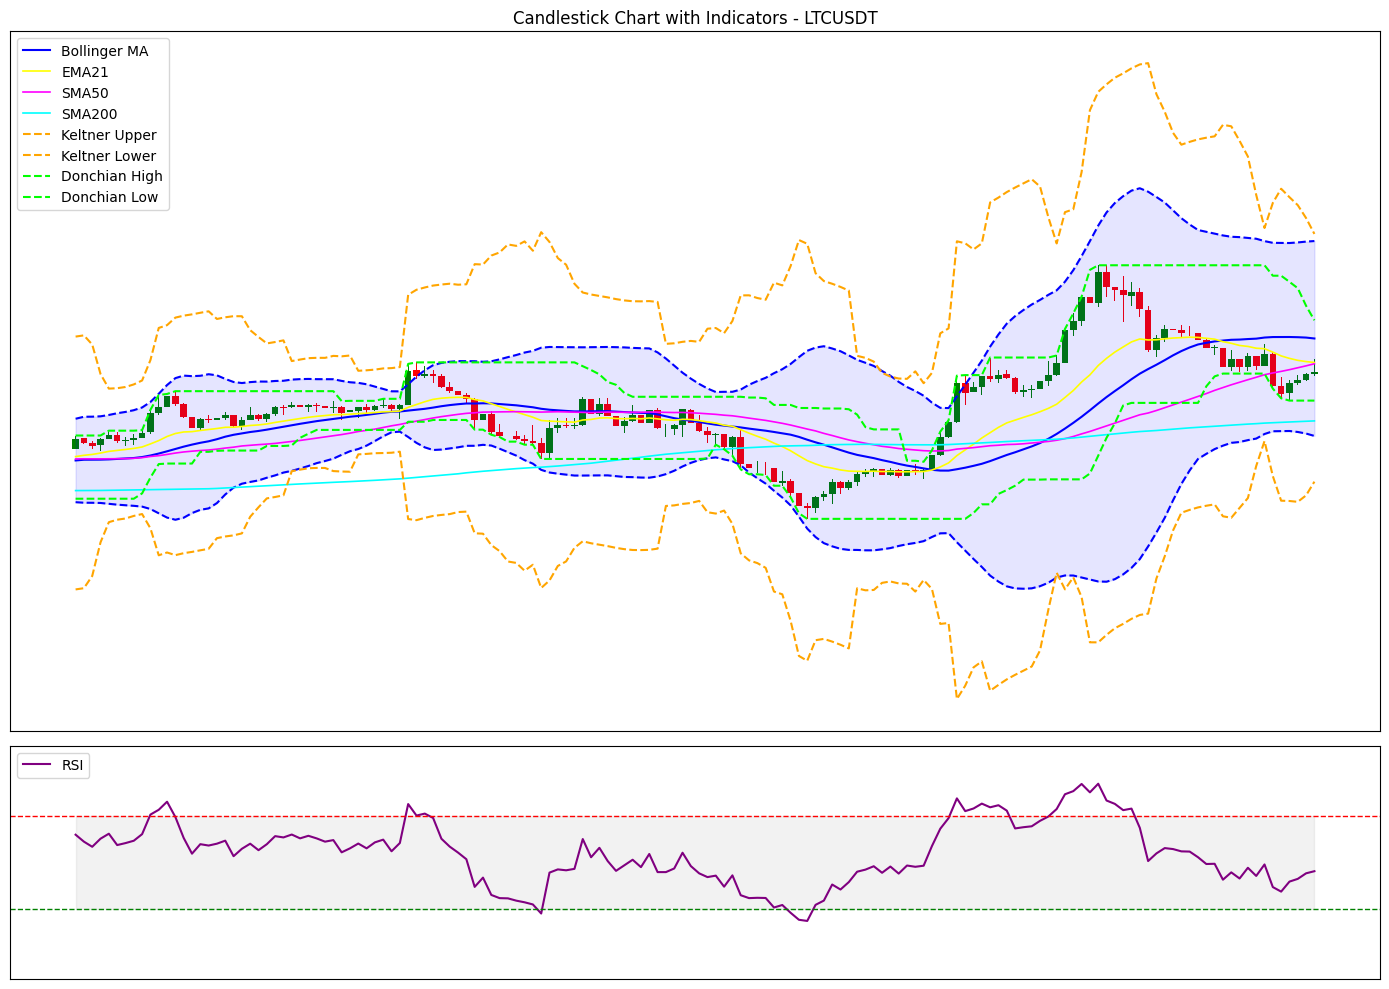 Candlestick Chart with Indicators - LTCUSDT
Bollinger MA
EMA21
SMA50
SMA200
Keltner Upper
Keltner Lower
Donchian High
Donchian Low
RSI